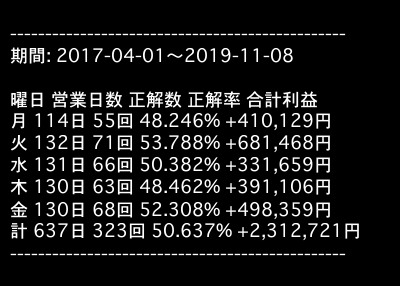 ------------------------------------------------
期間: 2017-04-01〜2019-11-08
曜日 営業日数 正解数 正解率 合計利益
月 114日 55回 48.246% +410,129円
火 132日 71回 53.788% +681,468円
水 131日 66回 50.382% +331,659円
木 130日 63回 48.462% +391,106円
金 130日 68回 52.308% +498,359円
計 637日 323回 50.637% +2,312,721円
------------------------------------------------